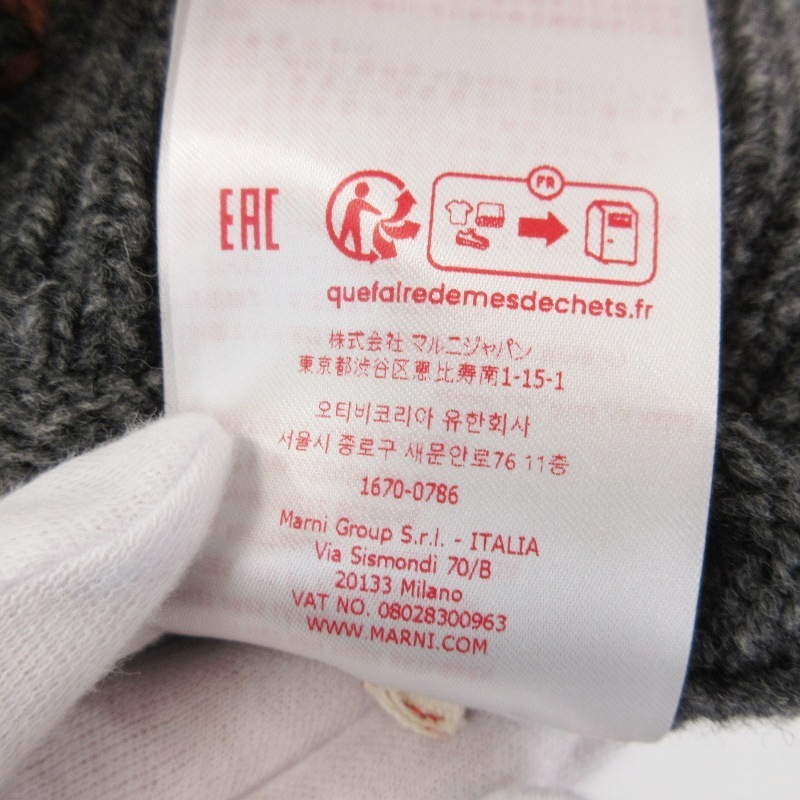 EAC
FR
quefairedemesdechets.fr
株式会社 マルニジャパン
東京都渋谷区恵比寿南1-15-1
오티비코리아 유한회사
서울시 종로구 새문안로76 11층
1670-0786
Marni Group S.r.l. - ITALIA
Via Sismondi 70/B
20133 Milano
VAT NO. 08028300963
WWW.MARNI.COM